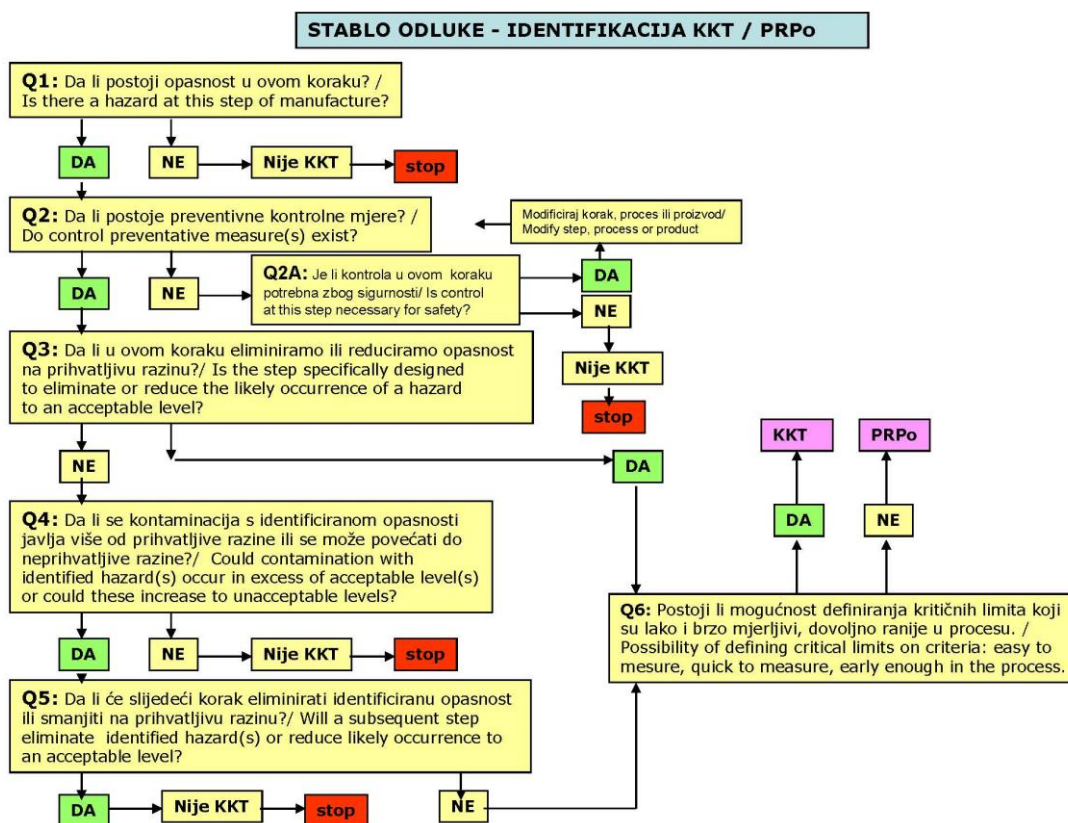 STABLO ODLUKE - IDENTIFIKACIJA KKT / PRPo
Q1: Da li postoji opasnost u ovom koraku? /
Is there a hazard at this step of manufacture?
DA
NE
Nije KKT
stop
Q2: Da li postoje preventivne kontrolne mjere? /
Do control preventative measure(s) exist?
Modificiraj korak, proces ili proizvod/
Modify step, process or product
DA
NE
Q2A: Je li kontrola u ovom koraku
potrebna zbog sigurnosti/ Is control
at this step necessary for safety?
DA
NE
Nije KKT
stop
Q3: Da li u ovom koraku eliminiramo ili reduciramo opasnost
na prihvatljivu razinu?/ Is the step specifically designed
to eliminate or reduce the likely occurrence of a hazard
to an acceptable level?
NE
DA
KKT
PRPo
DA
NE
Q4: Da li se kontaminacija s identificiranom opasnosti
javlja više od prihvatljive razine ili se može povećati do
neprihvatljive razine?/ Could contamination with
identified hazard(s) occur in excess of acceptable level(s)
or could these increase to unacceptable levels?
DA
NE
Nije KKT
stop
Q6: Postoji li mogućnost definiranja kritičnih limita koji
su lako i brzo mjerljivi, dovoljno ranije u procesu. /
Possibility of defining critical limits on criteria: easy to
mesure, quick to measure, early enough in the process.
Q5: Da li će slijedeći korak eliminirati identificiranu opasnost
ili smanjiti na prihvatljivu razinu?/ Will a subsequent step
eliminate identified hazard(s) or reduce likely occurrence to
an acceptable level?
DA
Nije KKT
stop
NE